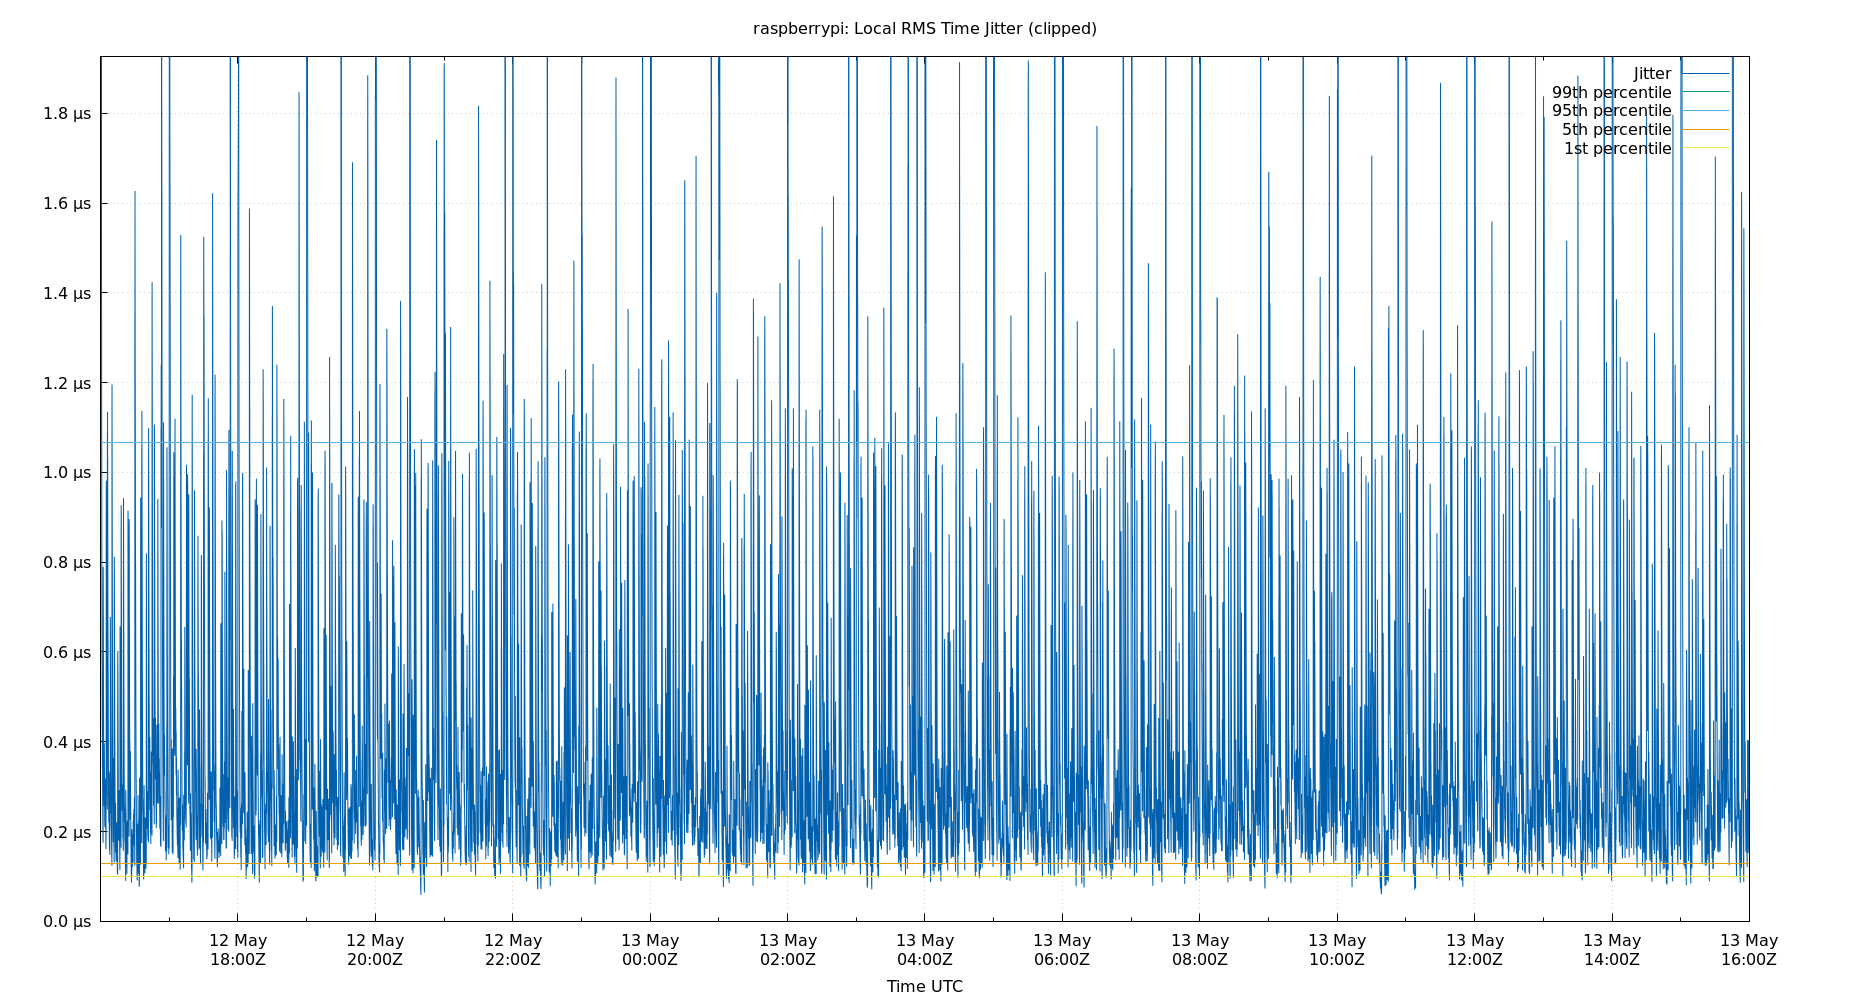 raspberrypi: Local RMS Time Jitter (clipped)
Jitter
99th percentile
95th percentile
5th percentile
1st percentile
1.8 µs
1.6 µs
1.4 µs
1.2 µs
1.0 µs
0.8 µs
0.6 µs
0.4 µs
0.2 µs
0.0 µs
12 May 12 May 12 May 13 May 13 May 13 May 13 May 13 May 13 May 13 May 13 May 13 May
18:00Z 20:00Z 22:00Z 00:00Z 02:00Z 04:00Z 06:00Z 08:00Z 10:00Z 12:00Z 14:00Z 16:00Z
Time UTC